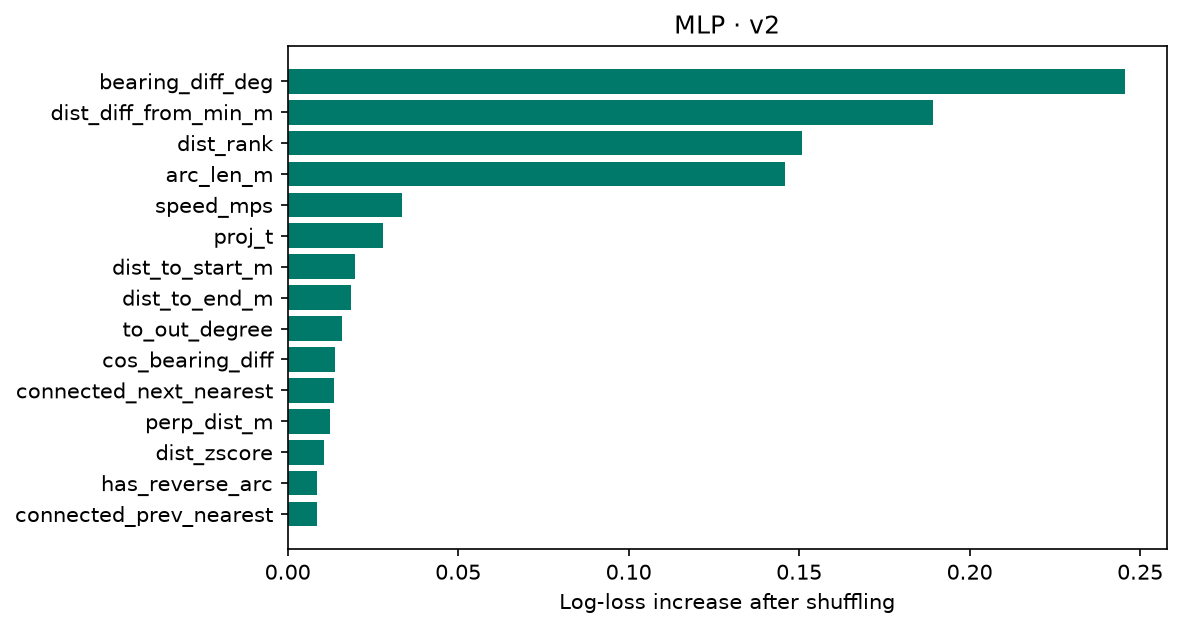 MLP · v2
bearing_diff_deg
dist_diff_from_min_m
dist_rank
arc_len_m
speed_mps
proj_t
dist_to_start_m
dist_to_end_m
to_out_degree
cos_bearing_diff
connected_next_nearest
perp_dist_m
dist_zscore
has_reverse_arc
connected_prev_nearest
0.00 0.05 0.10 0.15 0.20 0.25
Log-loss increase after shuffling